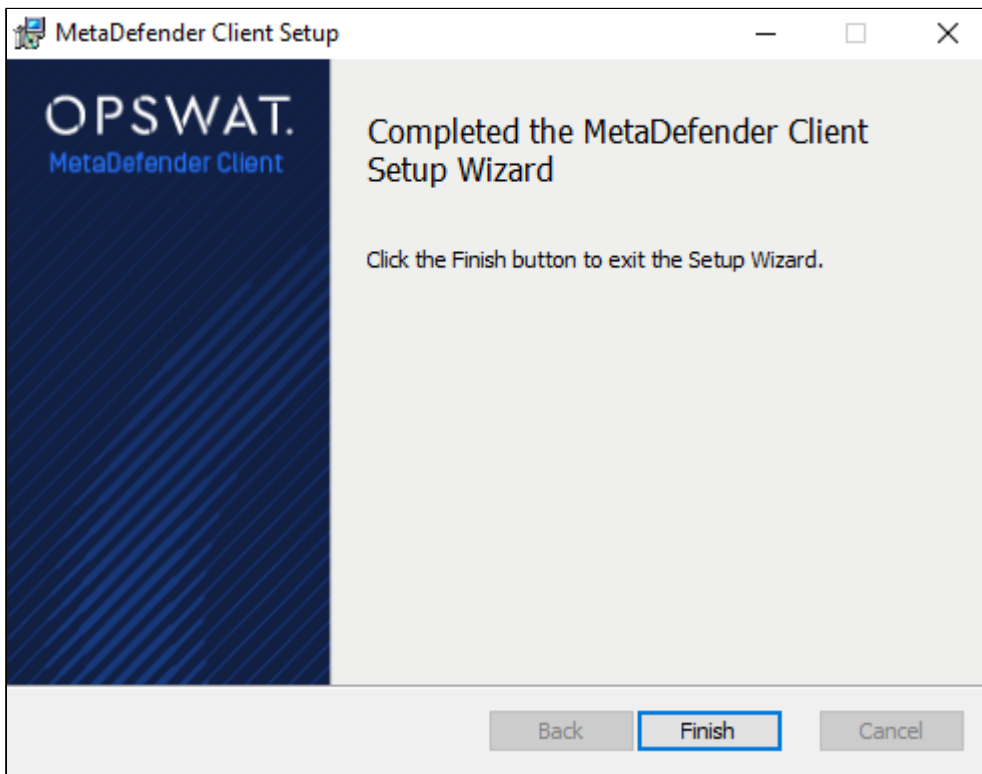 MetaDefender Client Setup
OPSWAT.
MetaDefender Client
Completed the MetaDefender Client
Setup Wizard
Click the Finish button to exit the Setup Wizard.
Back
Finish
Cancel